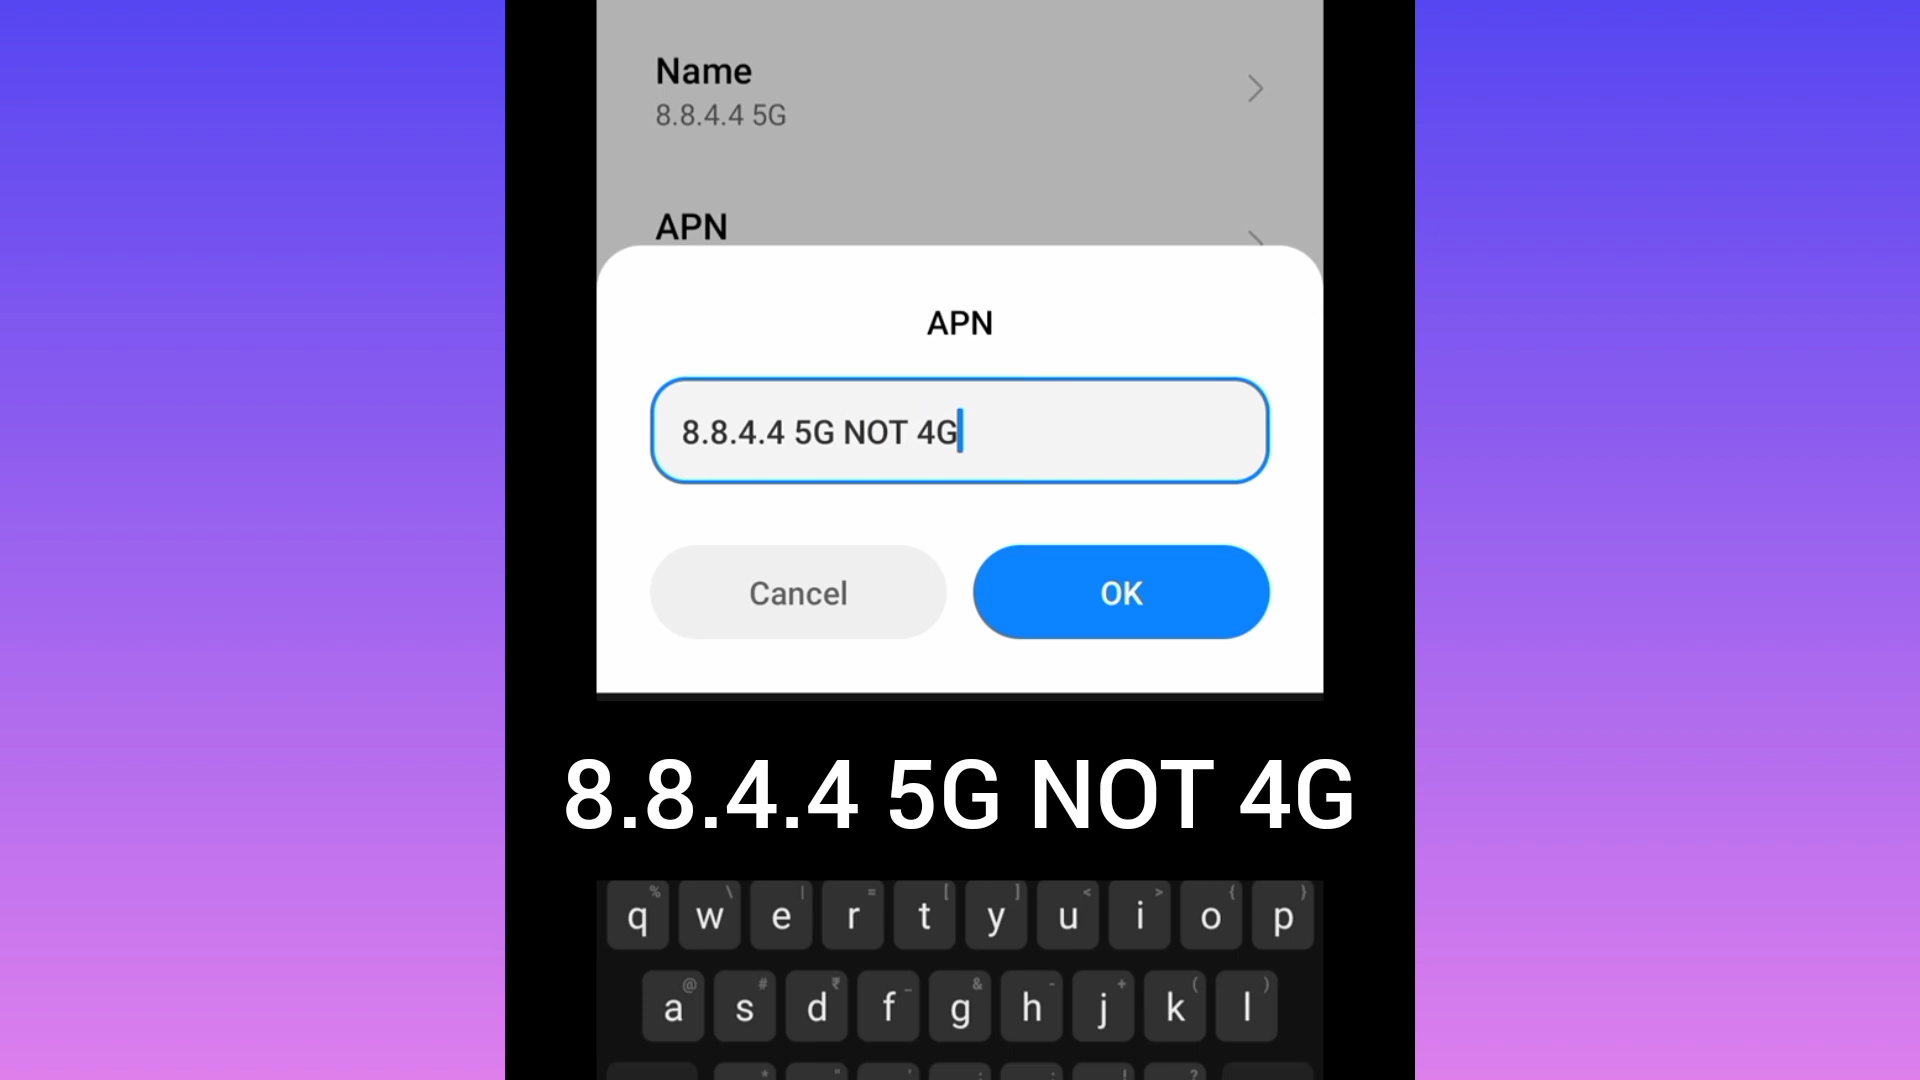 Name
8.8.4.4 5G
APN
APN
8.8.4.4 5G NOT 4G
Cancel OK
8.8.4.4 5G NOT 4G
% \ | = [ ] < > { }
q w e r t y u i o p
@ # ₹ _ & - + ( )
a s d f g h j k l
* " ' : ; ! ?